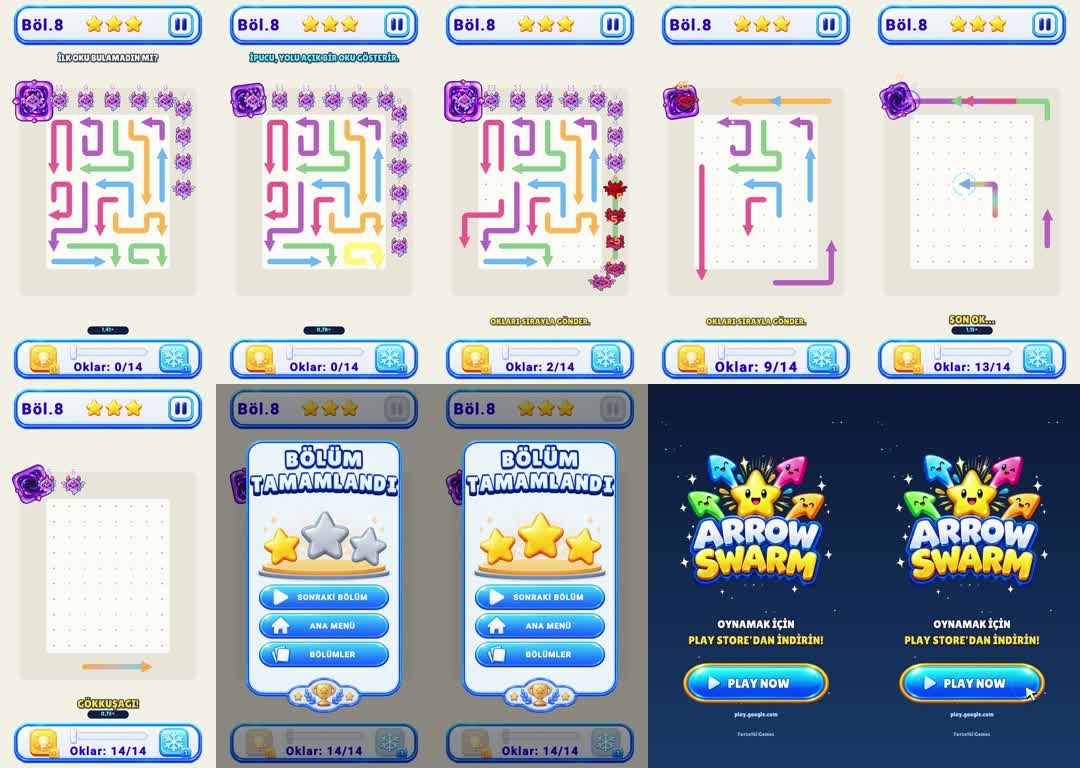 Böl.8
İLK OKU BULAMADIN MI?
Oklar: 0/14
Böl.8
İPUCU, YOLU AÇIK BİR OKU GÖSTERİR.
Oklar: 0/14
Böl.8
OKLARI SIRAYLA GÖNDER.
Oklar: 2/14
Böl.8
OKLARI SIRAYLA GÖNDER.
Oklar: 9/14
Böl.8
SON OK...
Oklar: 13/14
Böl.8
GÖKKUŞAĞI!
Oklar: 14/14
Böl.8
BÖLÜM
TAMAMLANDI
SONRAKİ BÖLÜM
ANA MENÜ
BÖLÜMLER
Oklar: 14/14
Böl.8
BÖLÜM
TAMAMLANDI
SONRAKİ BÖLÜM
ANA MENÜ
BÖLÜMLER
Oklar: 14/14
ARROW
SWARM
OYNAMAK İÇİN
PLAY STORE'DAN İNDİRİN!
PLAY NOW
play.google.com
ARROW
SWARM
OYNAMAK İÇİN
PLAY STORE'DAN İNDİRİN!
PLAY NOW
play.google.com